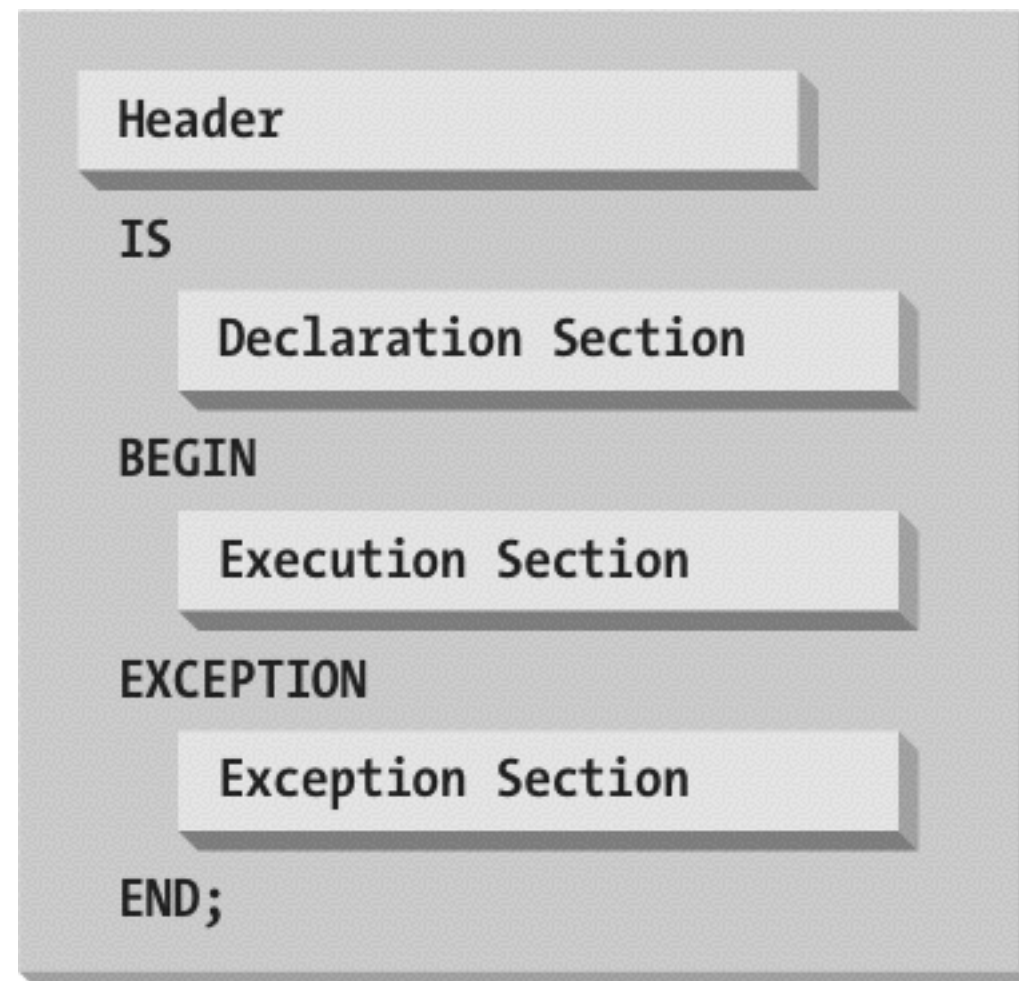 Header
IS
Declaration Section
BEGIN
Execution Section
EXCEPTION
Exception Section
END;